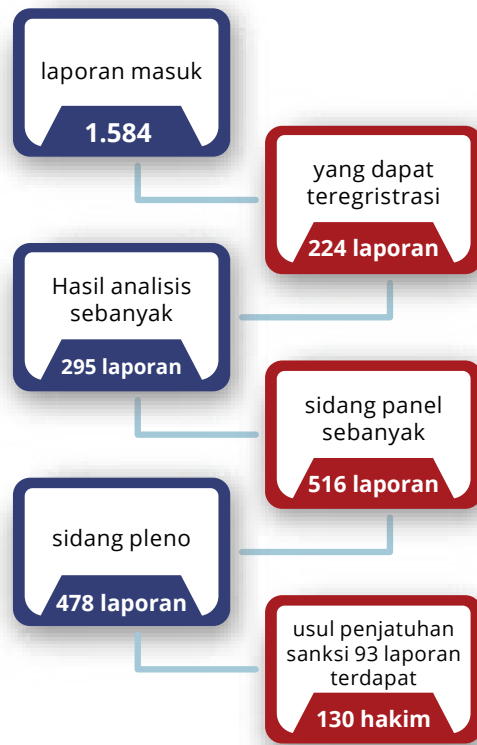 laporan masuk
1.584
yang dapat
teregristrasi
224 laporan
Hasil analisis
sebanyak
295 laporan
sidang panel
sebanyak
516 laporan
sidang pleno
478 laporan
usul penjatuhan
sanksi 93 laporan
terdapat
130 hakim